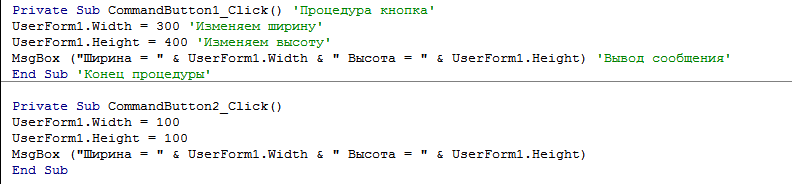 Private Sub CommandButton1_Click() 'Процедура кнопка'
UserForm1.Width = 300 'Изменяем ширину'
UserForm1.Height = 400 'Изменяем высоту'
MsgBox ("Ширина = " & UserForm1.Width & " Высота = " & UserForm1.Height) 'Вывод сообщения'
End Sub 'Конец процедуры'
Private Sub CommandButton2_Click()
UserForm1.Width = 100
UserForm1.Height = 100
MsgBox ("Ширина = " & UserForm1.Width & " Высота = " & UserForm1.Height)
End Sub